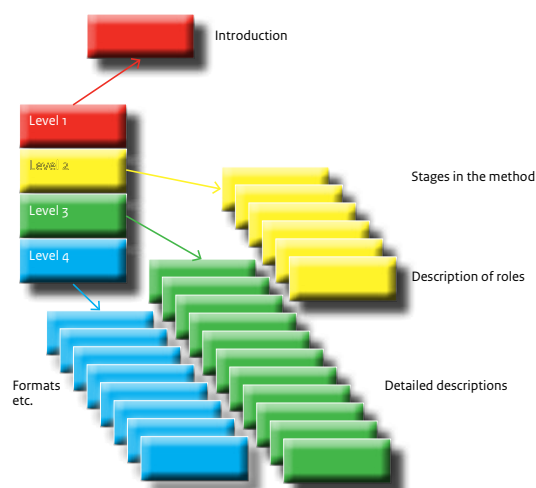 Introduction
Level 1
Level 2
Level 3
Level 4
Stages in the method
Description of roles
Formats
etc.
Detailed descriptions